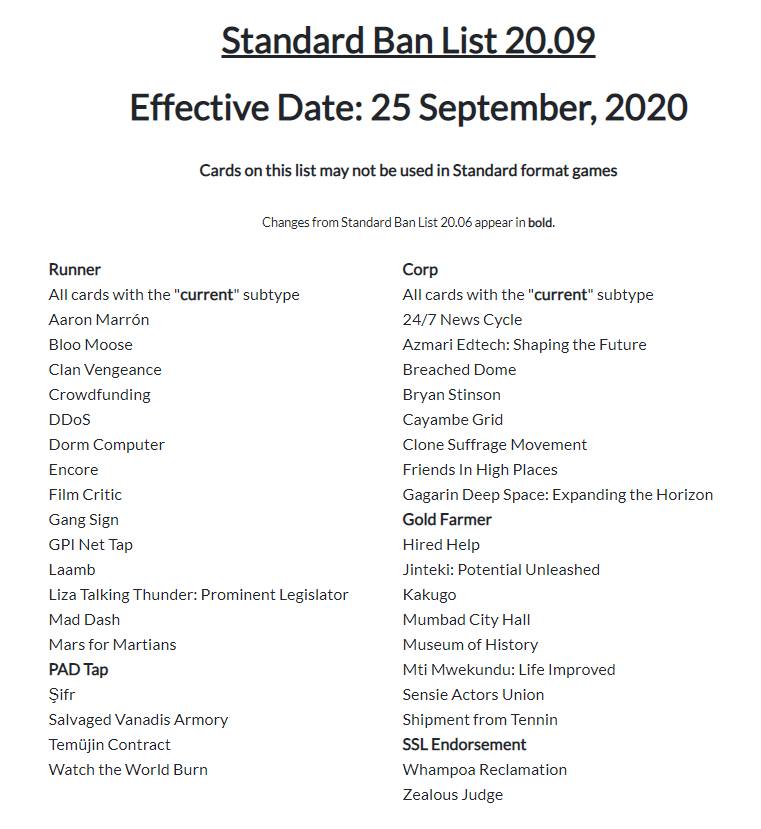 Standard Ban List 20.09
Effective Date: 25 September, 2020
Cards on this list may not be used in Standard format games
Changes from Standard Ban List 20.06 appear in bold.
Runner
All cards with the "current" subtype
Aaron Marrón
Bloo Moose
Clan Vengeance
Crowdfunding
DDoS
Dorm Computer
Encore
Film Critic
Gang Sign
GPI Net Tap
Laamb
Liza Talking Thunder: Prominent Legislator
Mad Dash
Mars for Martians
PAD Tap
Şifr
Salvaged Vanadis Armory
Temüjin Contract
Watch the World Burn
Corp
All cards with the "current" subtype
24/7 News Cycle
Azmari Edtech: Shaping the Future
Breached Dome
Bryan Stinson
Cayambe Grid
Clone Suffrage Movement
Friends In High Places
Gagarin Deep Space: Expanding the Horizon
Gold Farmer
Hired Help
Jinteki: Potential Unleashed
Kakugo
Mumbad City Hall
Museum of History
Mti Mwekundu: Life Improved
Sensie Actors Union
Shipment from Tennin
SSL Endorsement
Whampoa Reclamation
Zealous Judge